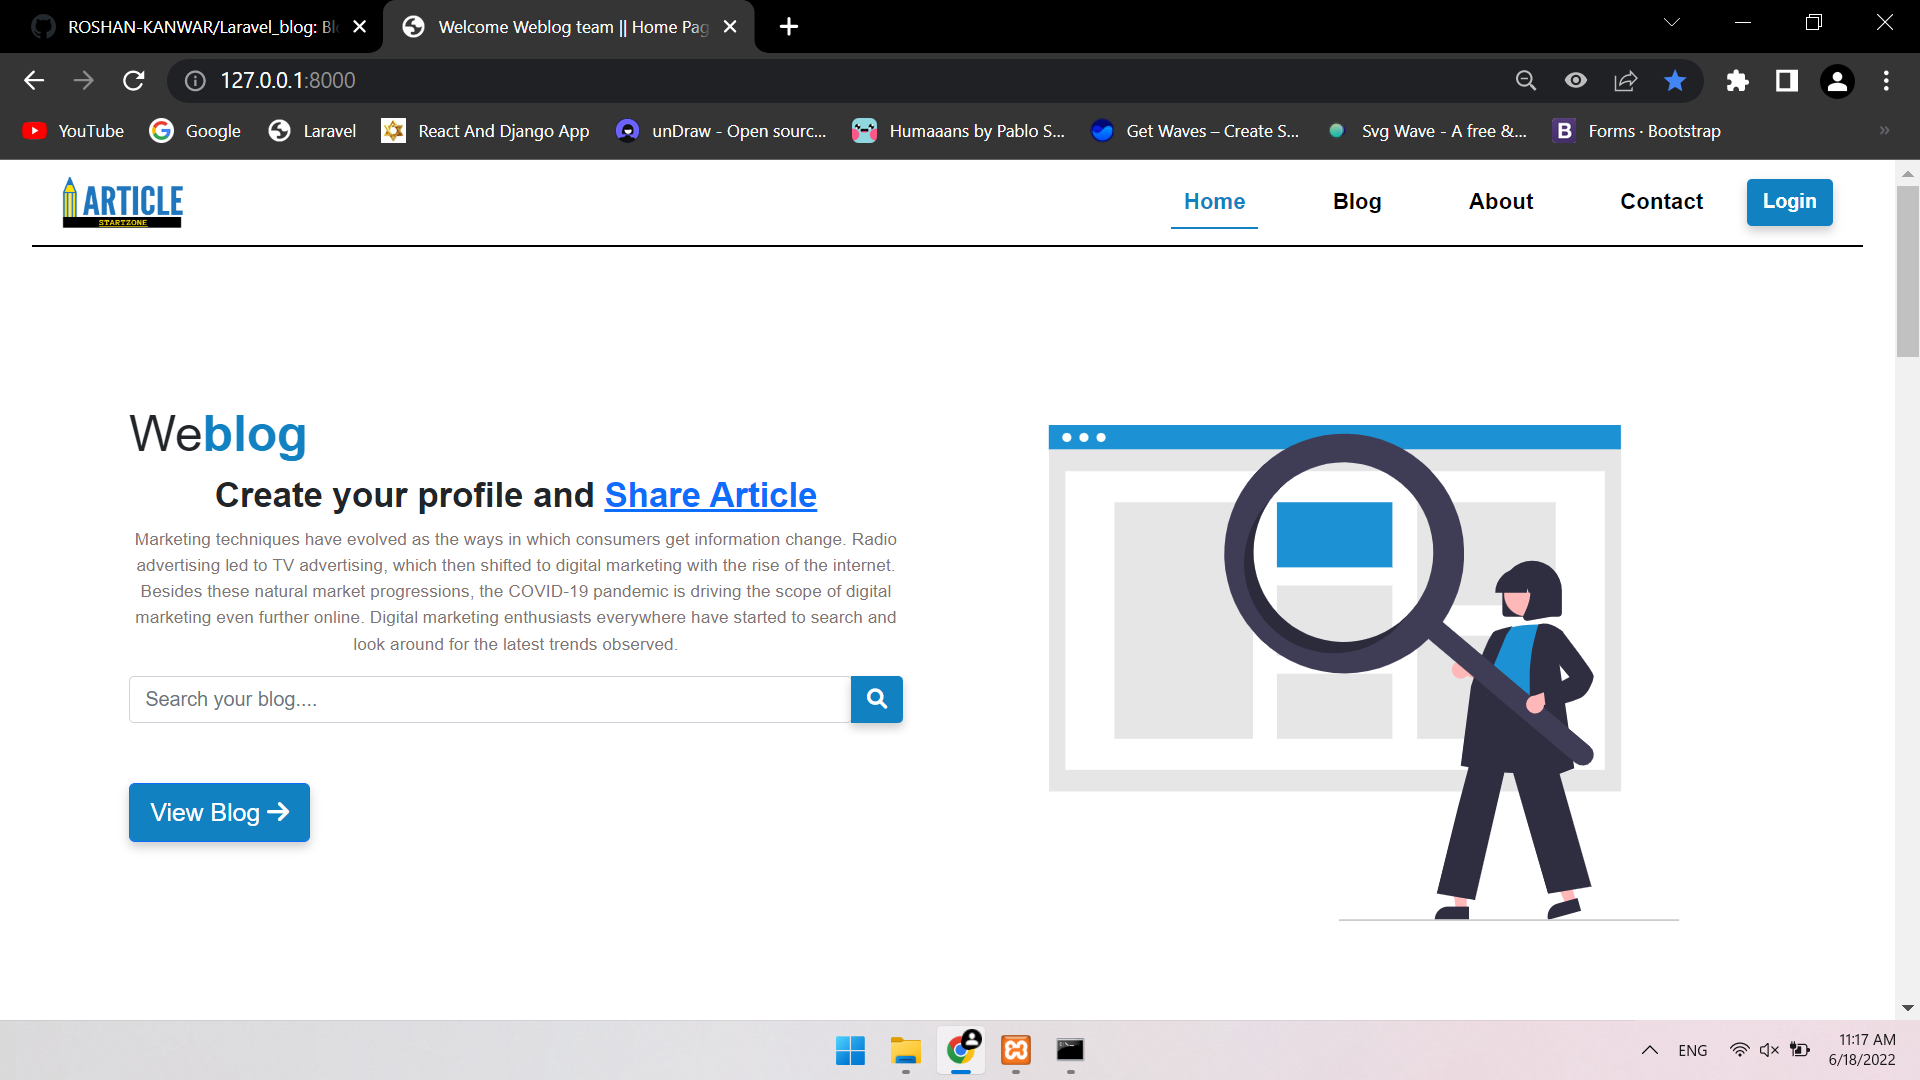 ROSHAN-KANWAR/Laravel_blog: Bl
Welcome Weblog team || Home Pag
127.0.0.1:8000
YouTube
Google
Laravel
React And Django App
unDraw - Open sourc...
Humaaans by Pablo S...
Get Waves – Create S...
Svg Wave - A free &...
B Forms · Bootstrap
ARTICLE
STARTZONE
Home
Blog
About
Contact
Login
Weblog
Create your profile and Share Article
Marketing techniques have evolved as the ways in which consumers get information change. Radio
advertising led to TV advertising, which then shifted to digital marketing with the rise of the internet.
Besides these natural market progressions, the COVID-19 pandemic is driving the scope of digital
marketing even further online. Digital marketing enthusiasts everywhere have started to search and
look around for the latest trends observed.
Search your blog....
View Blog
ENG
11:17 AM
6/18/2022